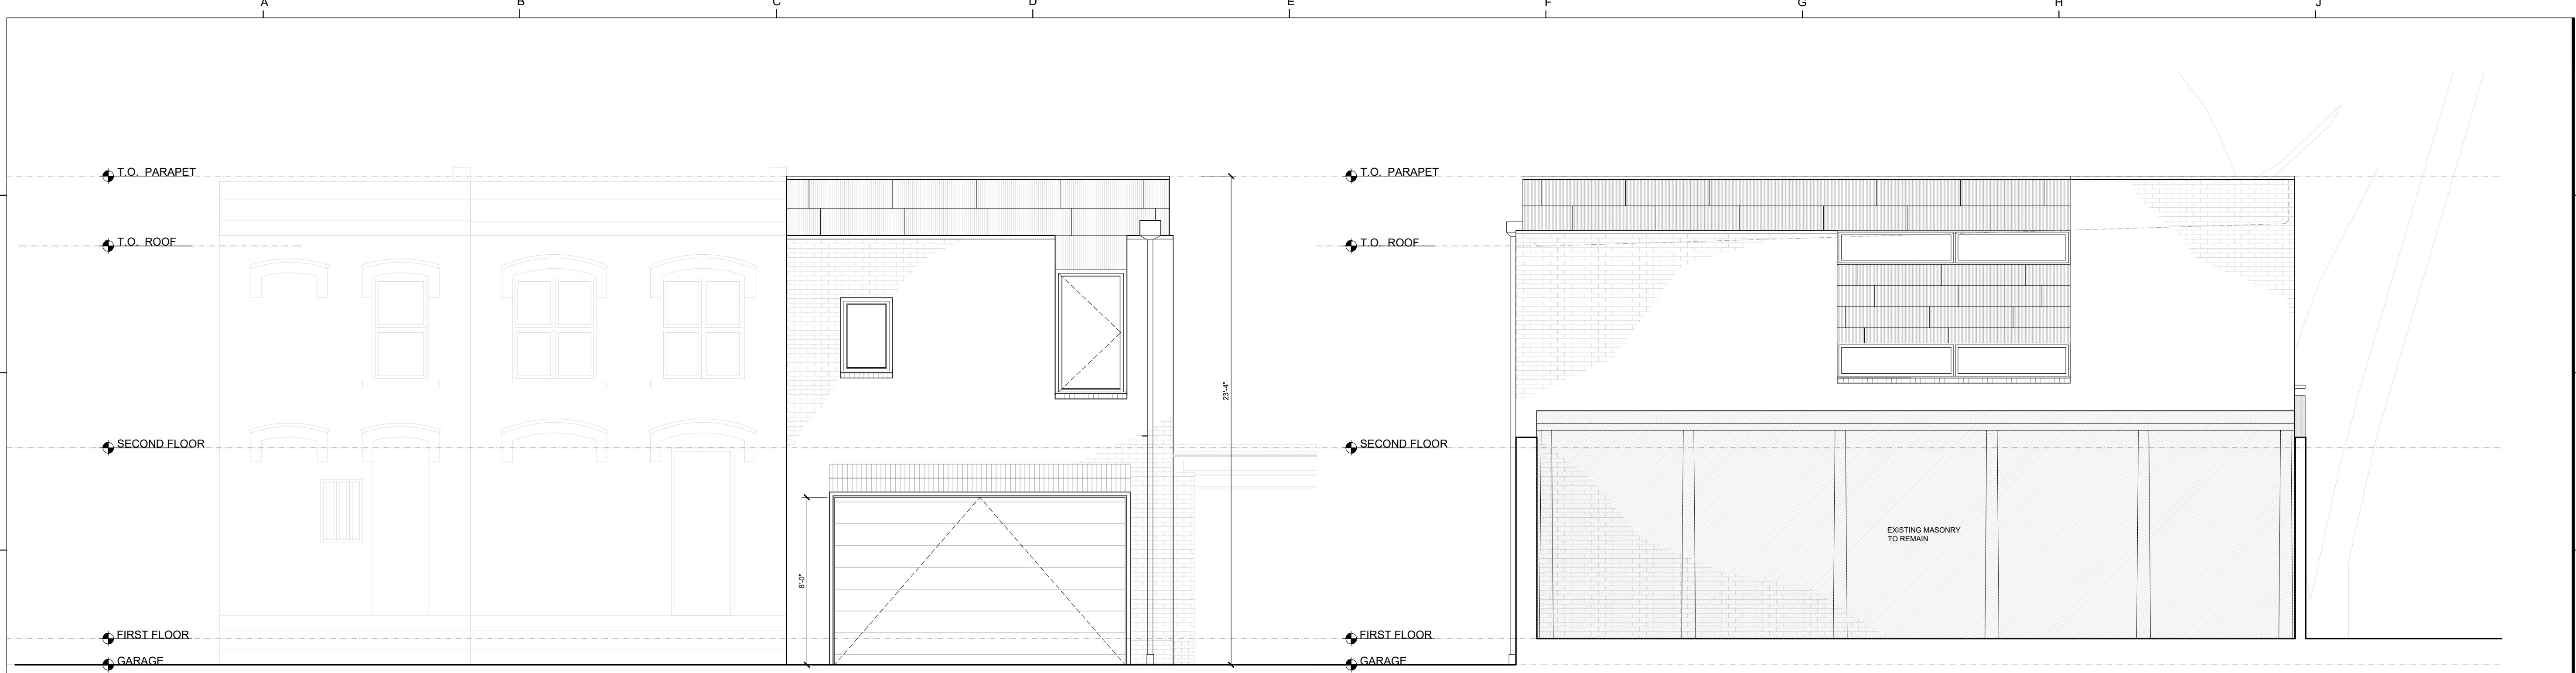 A B C D E F G H J
T.O. PARAPET
T.O. PARAPET
T.O. ROOF
T.O. ROOF
23'-4"
SECOND FLOOR
SECOND FLOOR
8'-0"
EXISTING MASONRY
TO REMAIN
FIRST FLOOR
FIRST FLOOR
GARAGE
GARAGE